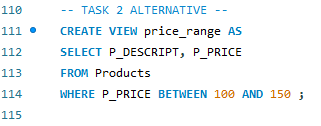 110 -- TASK 2 ALTERNATIVE --
111 CREATE VIEW price_range AS
112 SELECT P_DESCRIPT, P_PRICE
113 FROM Products
114 WHERE P_PRICE BETWEEN 100 AND 150 ;
115